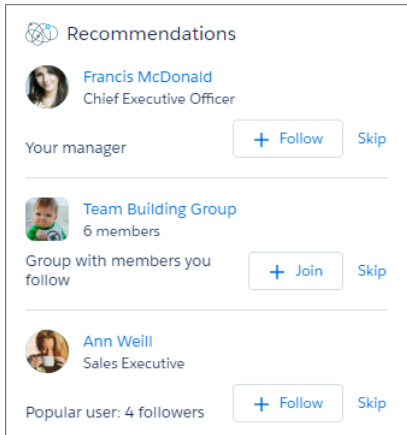 Recommendations
Francis McDonald
Chief Executive Officer
Your manager
+ Follow
Skip
Team Building Group
6 members
Group with members you
follow
+ Join
Skip
Ann Weill
Sales Executive
Popular user: 4 followers
+ Follow
Skip